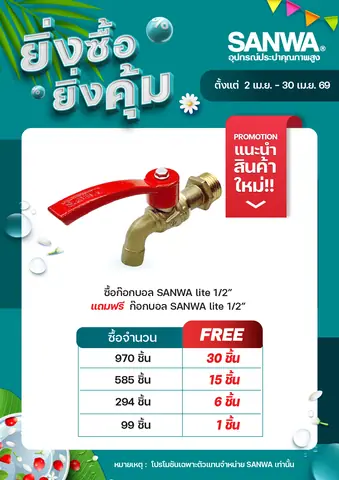 ยิ่งซื้อ
ยิ่งคุ้ม
SANWA®
อุปกรณ์ประปาคุณภาพสูง
ตั้งแต่ 2 เม.ย. - 30 เม.ย. 69
PROMOTION
แนะนำ
สินค้า
ใหม่!!
ซื้อก๊อกบอล SANWA lite 1/2"
แถมฟรี ก๊อกบอล SANWA lite 1/2"
ซื้อจำนวน FREE
970 ชิ้น 30 ชิ้น
585 ชิ้น 15 ชิ้น
294 ชิ้น 6 ชิ้น
99 ชิ้น 1 ชิ้น
หมายเหตุ : โปรโมชันเฉพาะตัวแทนจำหน่าย SANWA เท่านั้น